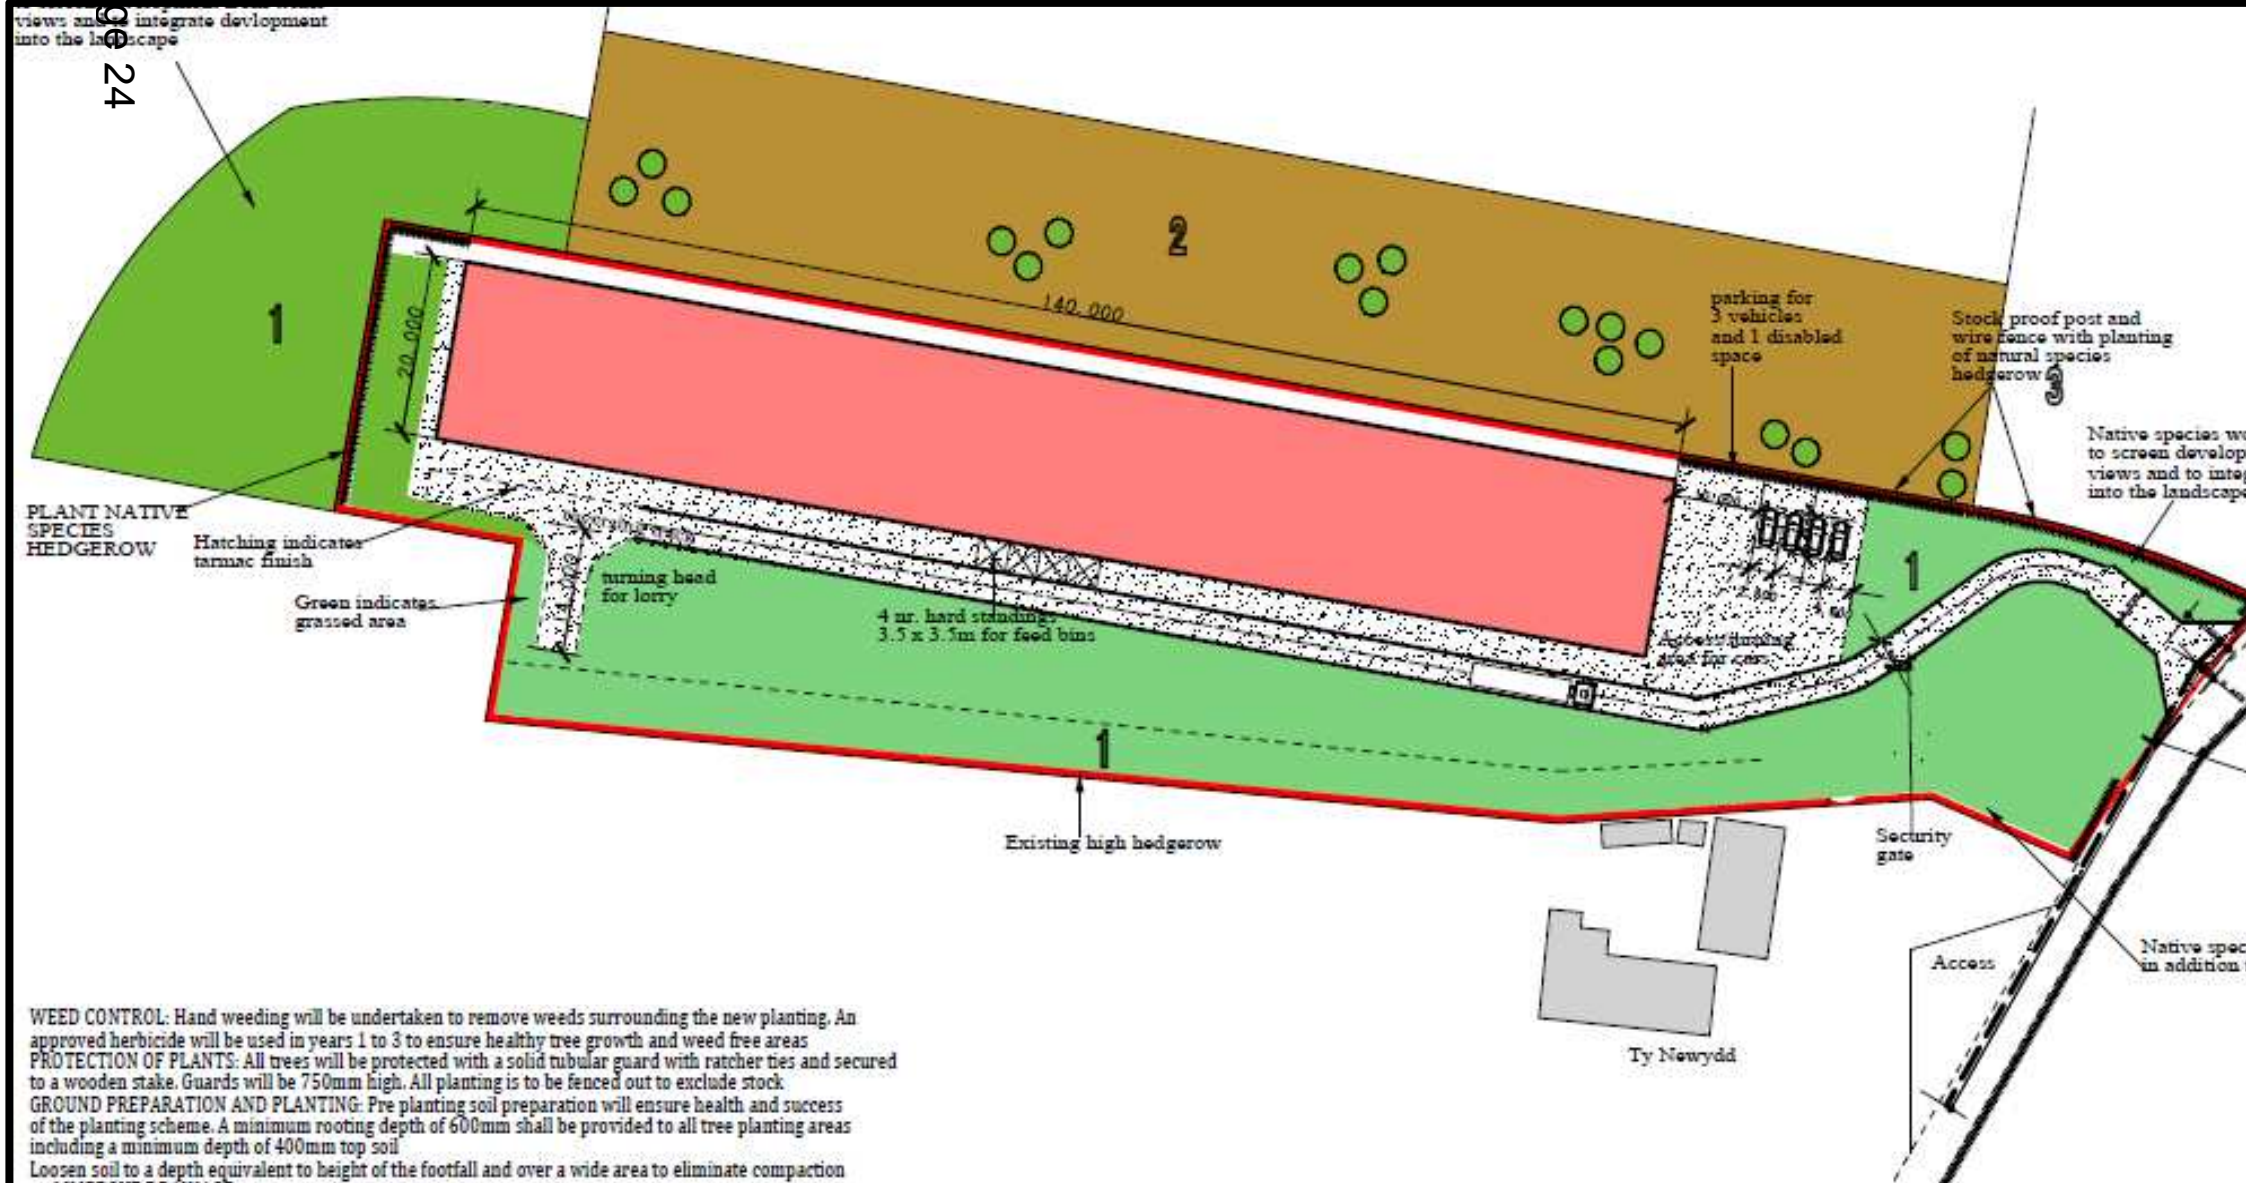 ge 24
views and to integrate devlopment
into the landscape
1
2
140.000
20.000
parking for
3 vehicles
and 1 disabled
space
Stock proof post and
wire fence with planting
of natural species
hedgerow
3
Native species wo
to screen develop
views and to integ
into the landscape
PLANT NATIVE
SPECIES
HEDGEROW
Hatching indicates
tarmac finish
Green indicates
grassed area
turning head
for lorry
4 nr. hard standings
3.5 x 3.5m for feed bins
area for cars
1
1
Existing high hedgerow
Security
gate
Access
Native spec
in addition
Ty Newydd
WEED CONTROL: Hand weeding will be undertaken to remove weeds surrounding the new planting. An
approved herbicide will be used in years 1 to 3 to ensure healthy tree growth and weed free areas
PROTECTION OF PLANTS: All trees will be protected with a solid tubular guard with ratcher ties and secured
to a wooden stake. Guards will be 750mm high. All planting is to be fenced out to exclude stock
GROUND PREPARATION AND PLANTING: Pre planting soil preparation will ensure health and success
of the planting scheme. A minimum rooting depth of 600mm shall be provided to all tree planting areas
including a minimum depth of 400mm top soil
Loosen soil to a depth equivalent to height of the footfall and over a wide area to eliminate compaction